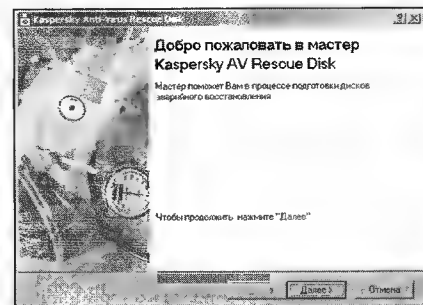 Kaspersky Anti-Virus Rescue Disk
Добро пожаловать в мастер
Kaspersky AV Rescue Disk
Мастер поможет Вам в процессе подготовки дисков
аварийного восстановления
Чтобы продолжить нажмите "Далее"
Далее >
Отмена